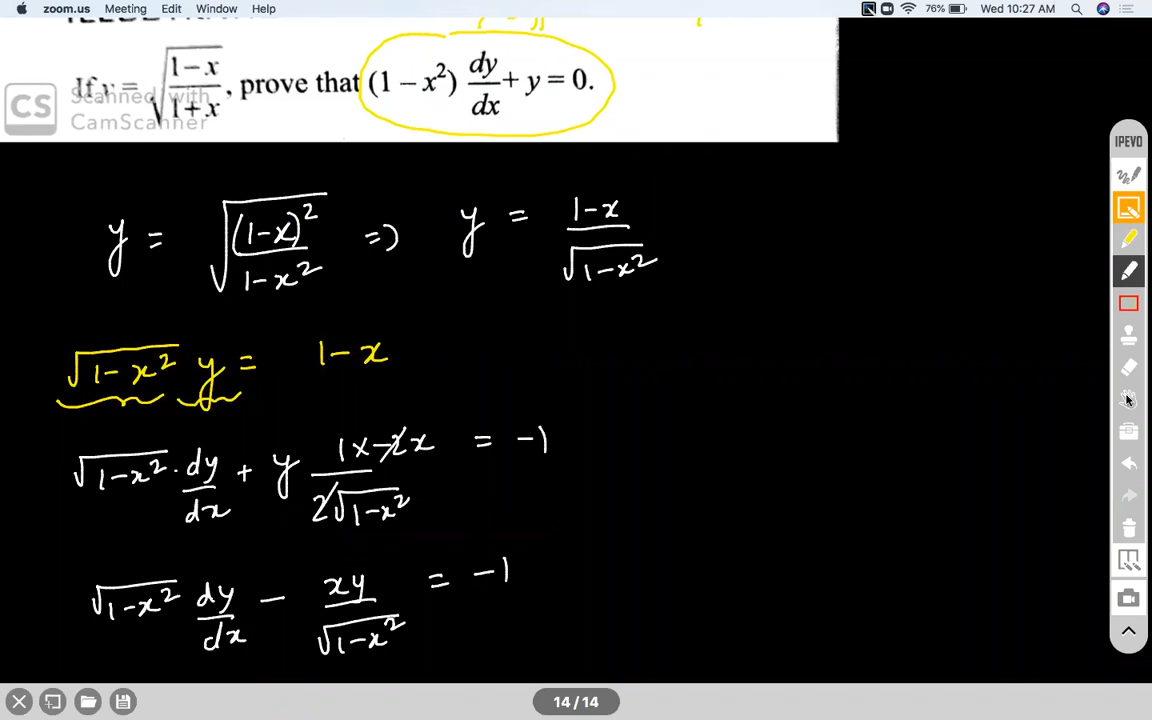 zoom.us Meeting Edit Window Help 76% Wed 10:27 AM
If y = √((1−x)/(1+x)), prove that (1 − x²) dy/dx + y = 0.
CS Scanned with CamScanner
IPEVO
y = √((1−x)²/(1−x²)) => y = (1−x)/√(1−x²)
√(1−x²) y = 1−x
√(1−x²) · dy/dx + y (1×−2x)/(2√(1−x²)) = −1
√(1−x²) dy/dx − xy/√(1−x²) = −1
14 / 14